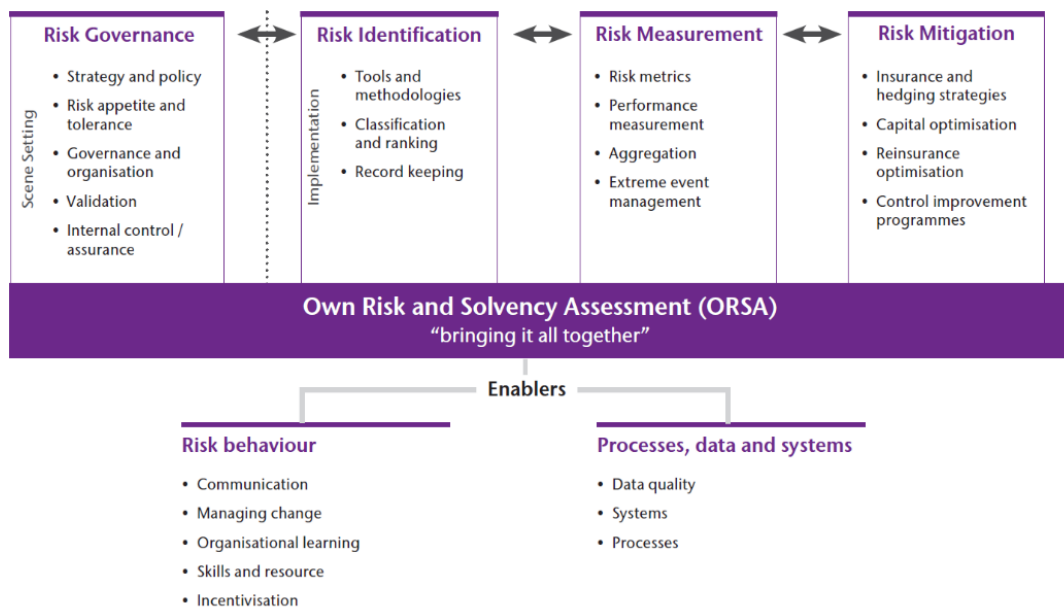 Risk Governance
Scene Setting
• Strategy and policy
• Risk appetite and
tolerance
• Governance and
organisation
• Validation
• Internal control /
assurance
Risk Identification
Implementation
• Tools and
methodologies
• Classification
and ranking
• Record keeping
Risk Measurement
• Risk metrics
• Performance
measurement
• Aggregation
• Extreme event
management
Risk Mitigation
• Insurance and
hedging strategies
• Capital optimisation
• Reinsurance
optimisation
• Control improvement
programmes
Own Risk and Solvency Assessment (ORSA)
“bringing it all together”
Enablers
Risk behaviour
• Communication
• Managing change
• Organisational learning
• Skills and resource
• Incentivisation
Processes, data and systems
• Data quality
• Systems
• Processes